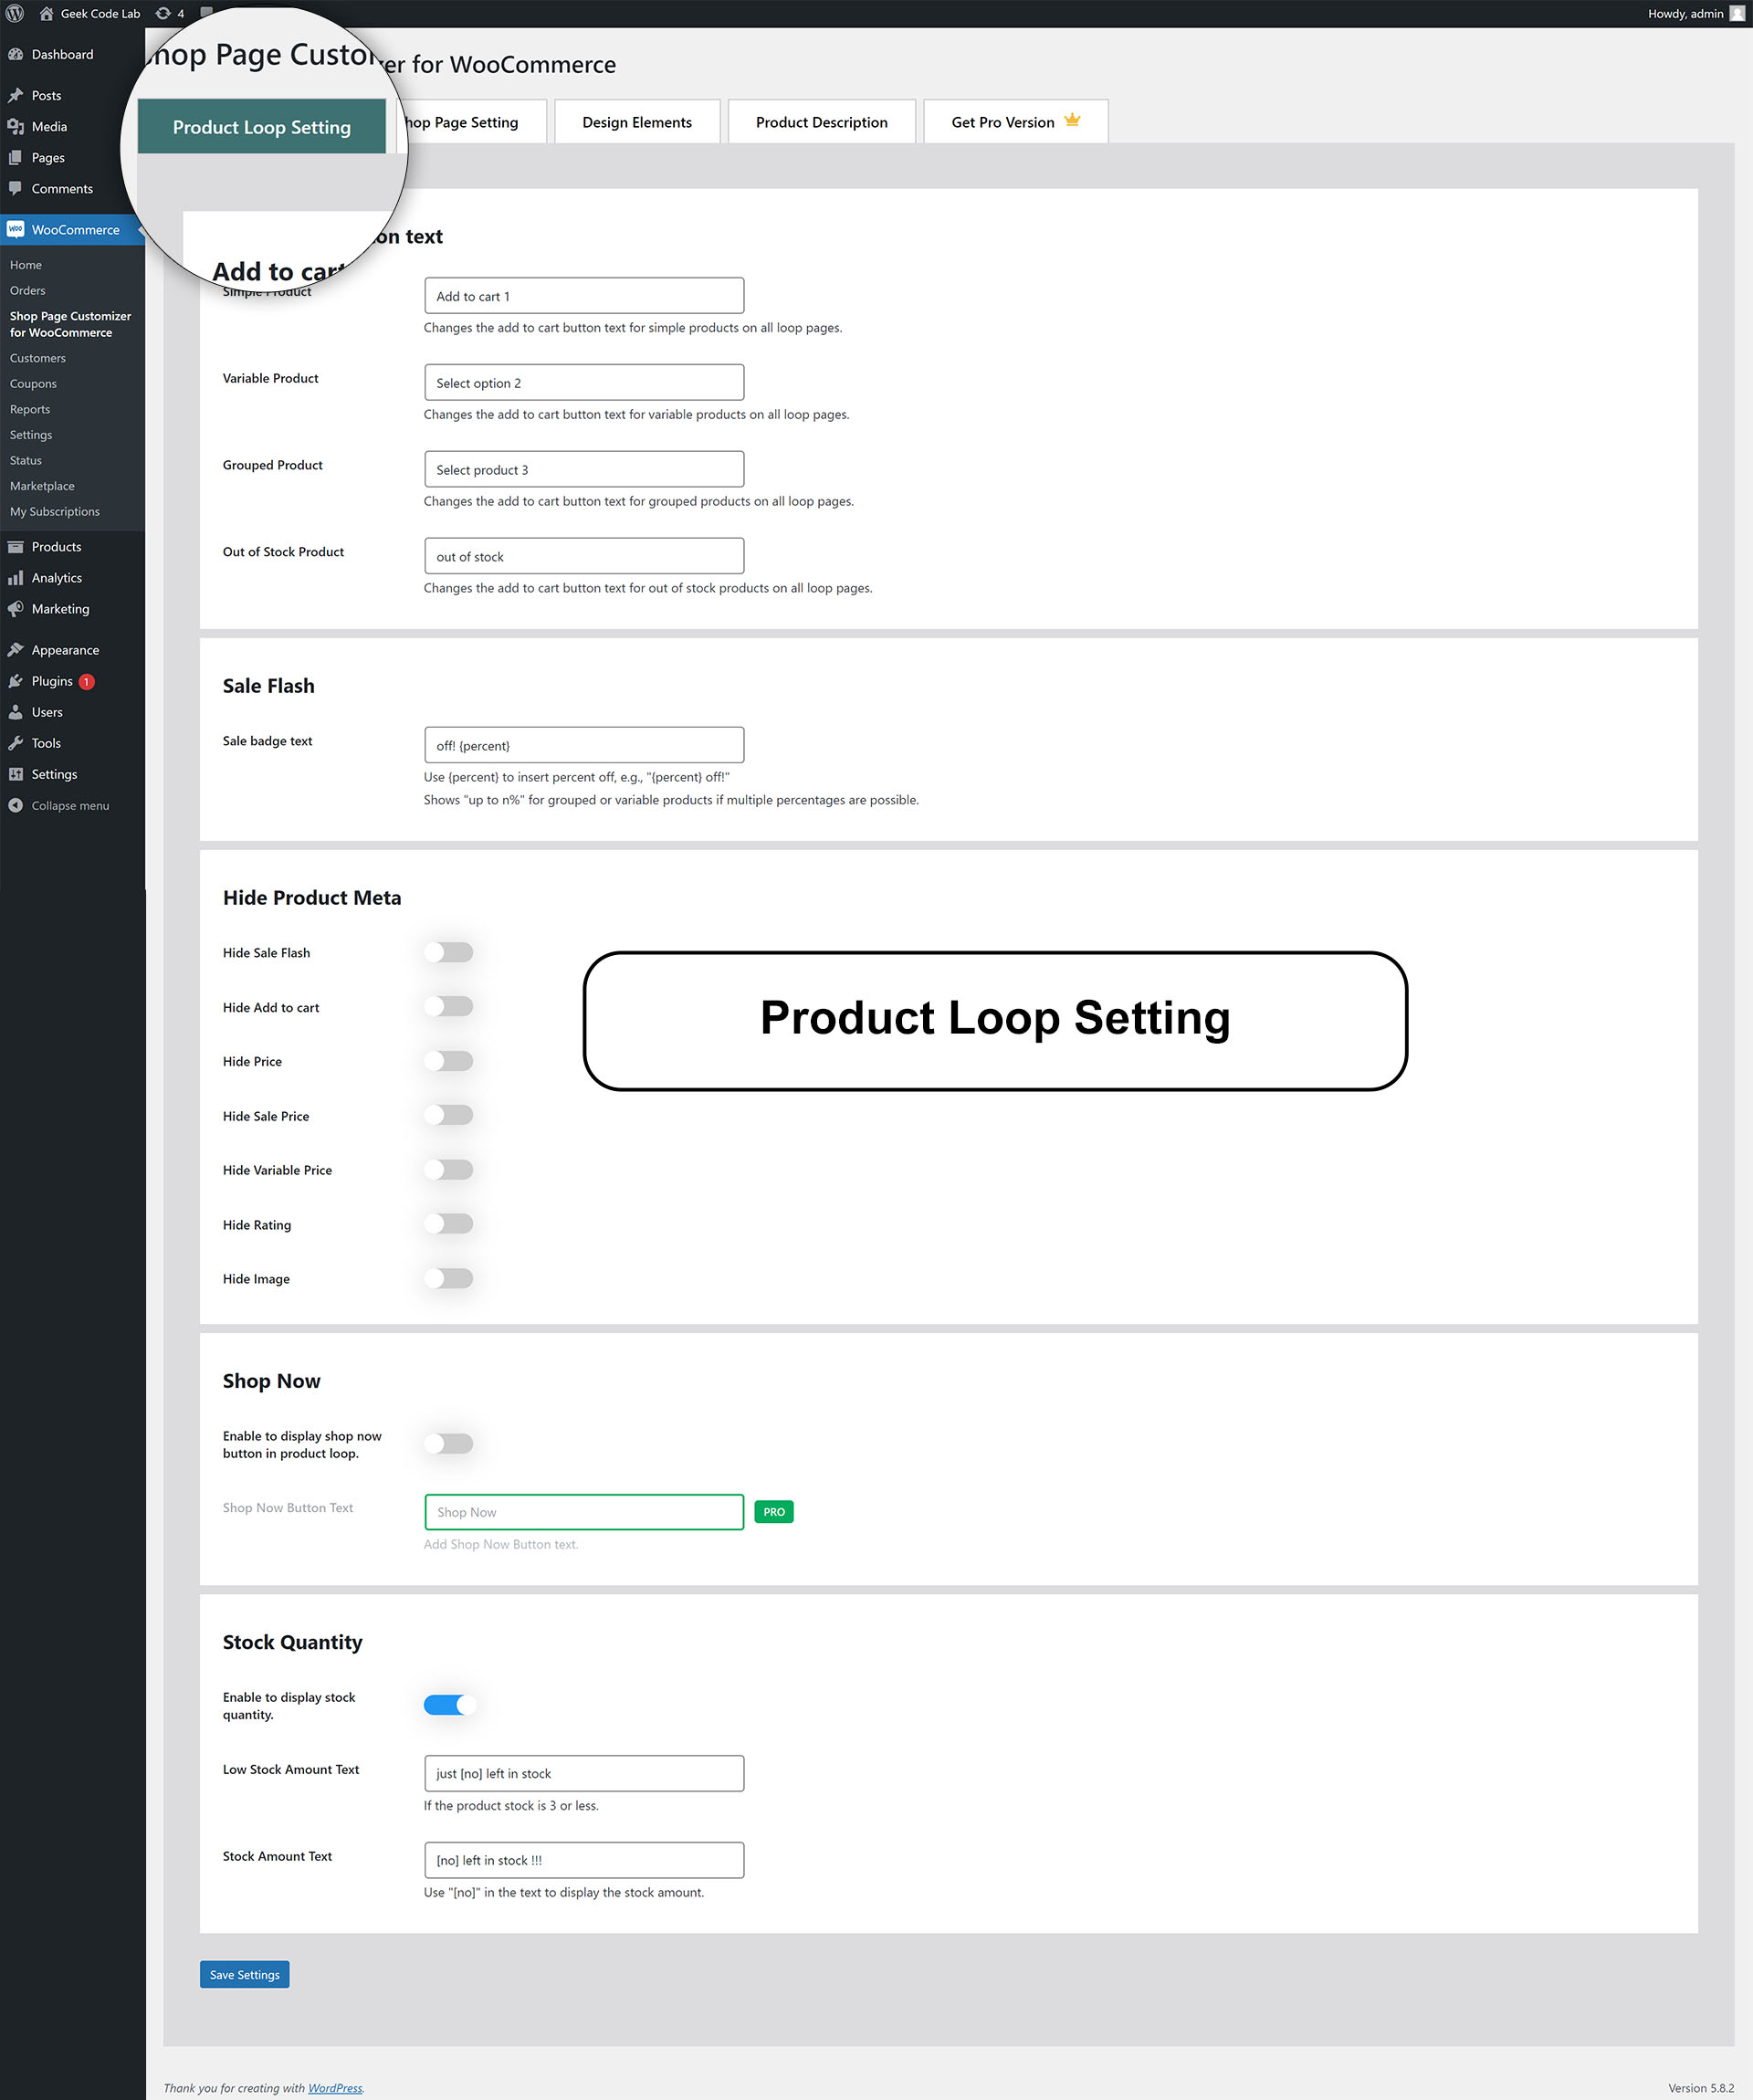 Geek Code Lab
4
Howdy, admin
Dashboard
Posts
Media
Pages
Comments
WooCommerce
Home
Orders
Shop Page Customizer
for WooCommerce
Customers
Coupons
Reports
Settings
Status
Marketplace
My Subscriptions
Products
Analytics
Marketing
Appearance
Plugins 1
Users
Tools
Settings
Collapse menu
hop Page Custo
er for WooCommerce
Product Loop Setting
hop Page Setting
Design Elements
Product Description
Get Pro Version
Add to cart
on text
Simple Product
Add to cart 1
Changes the add to cart button text for simple products on all loop pages.
Variable Product
Select option 2
Changes the add to cart button text for variable products on all loop pages.
Grouped Product
Select product 3
Changes the add to cart button text for grouped products on all loop pages.
Out of Stock Product
out of stock
Changes the add to cart button text for out of stock products on all loop pages.
Sale Flash
Sale badge text
off! {percent}
Use {percent} to insert percent off, e.g., "{percent} off!"
Shows "up to n%" for grouped or variable products if multiple percentages are possible.
Hide Product Meta
Hide Sale Flash
Hide Add to cart
Hide Price
Hide Sale Price
Hide Variable Price
Hide Rating
Hide Image
Product Loop Setting
Shop Now
Enable to display shop now
button in product loop.
Shop Now Button Text
Shop Now
PRO
Add Shop Now Button text.
Stock Quantity
Enable to display stock
quantity.
Low Stock Amount Text
just [no] left in stock
If the product stock is 3 or less.
Stock Amount Text
[no] left in stock !!!
Use "[no]" in the text to display the stock amount.
Save Settings
Thank you for creating with WordPress.
Version 5.8.2